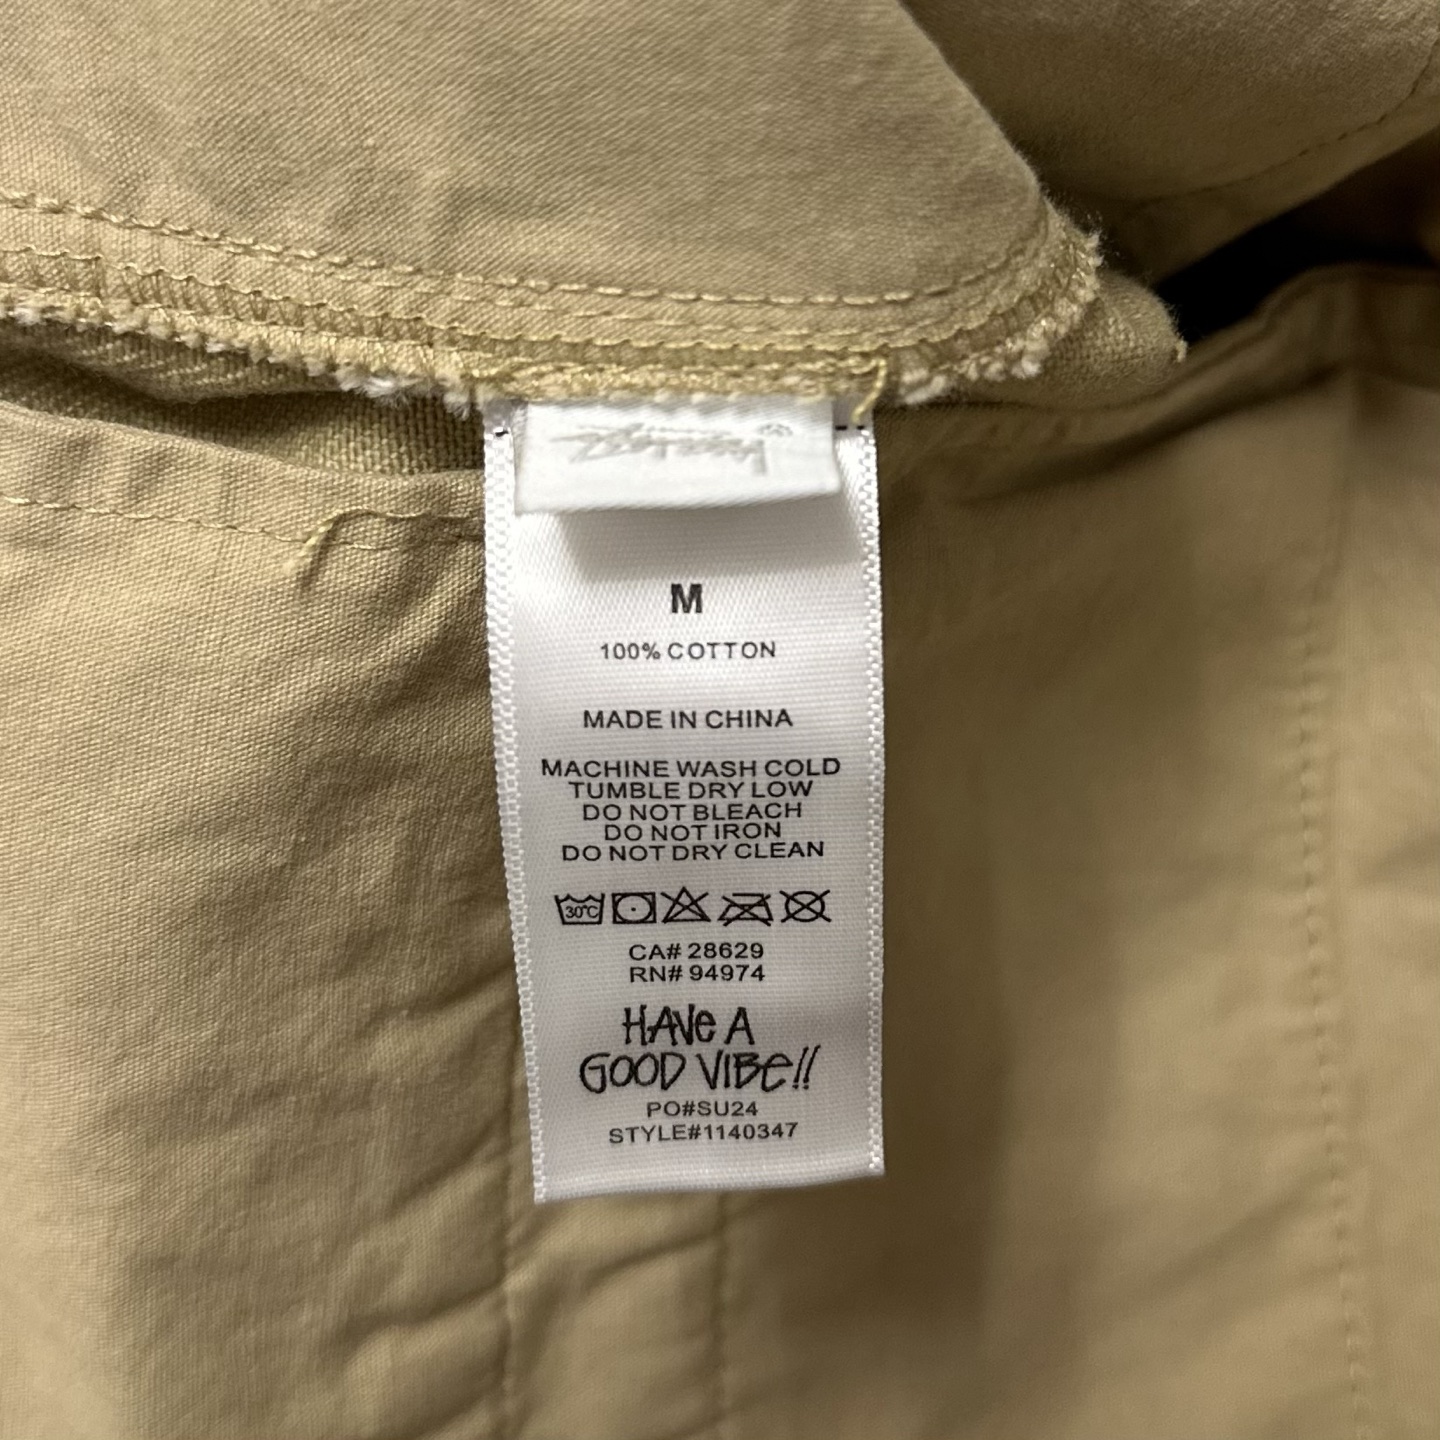 M
100% COTTON
MADE IN CHINA
MACHINE WASH COLD
TUMBLE DRY LOW
DO NOT BLEACH
DO NOT IRON
DO NOT DRY CLEAN
30°C
CA# 28629
RN# 94974
HAVE A
GOOD VIBE!!
PO#SU24
STYLE#1140347